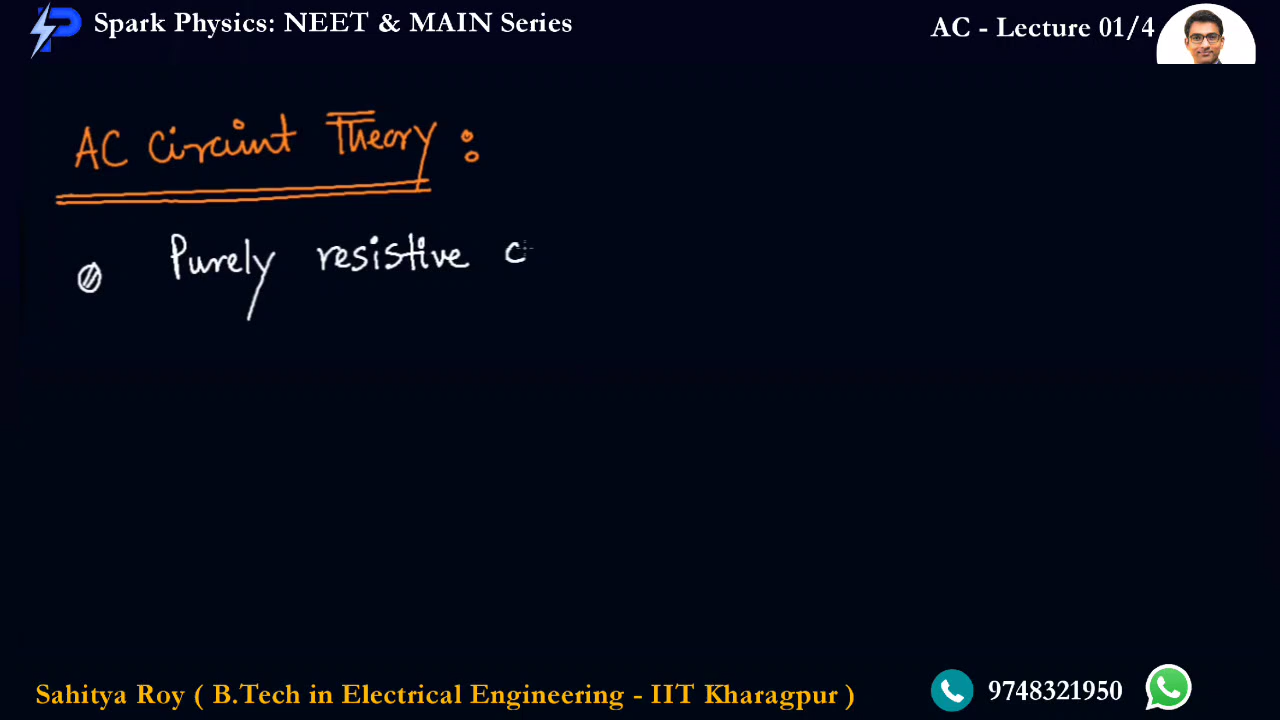 Spark Physics: NEET & MAIN Series
AC - Lecture 01/4
AC Circuint Theory :
Purely resistive c
Sahitya Roy ( B.Tech in Electrical Engineering - IIT Kharagpur )
9748321950